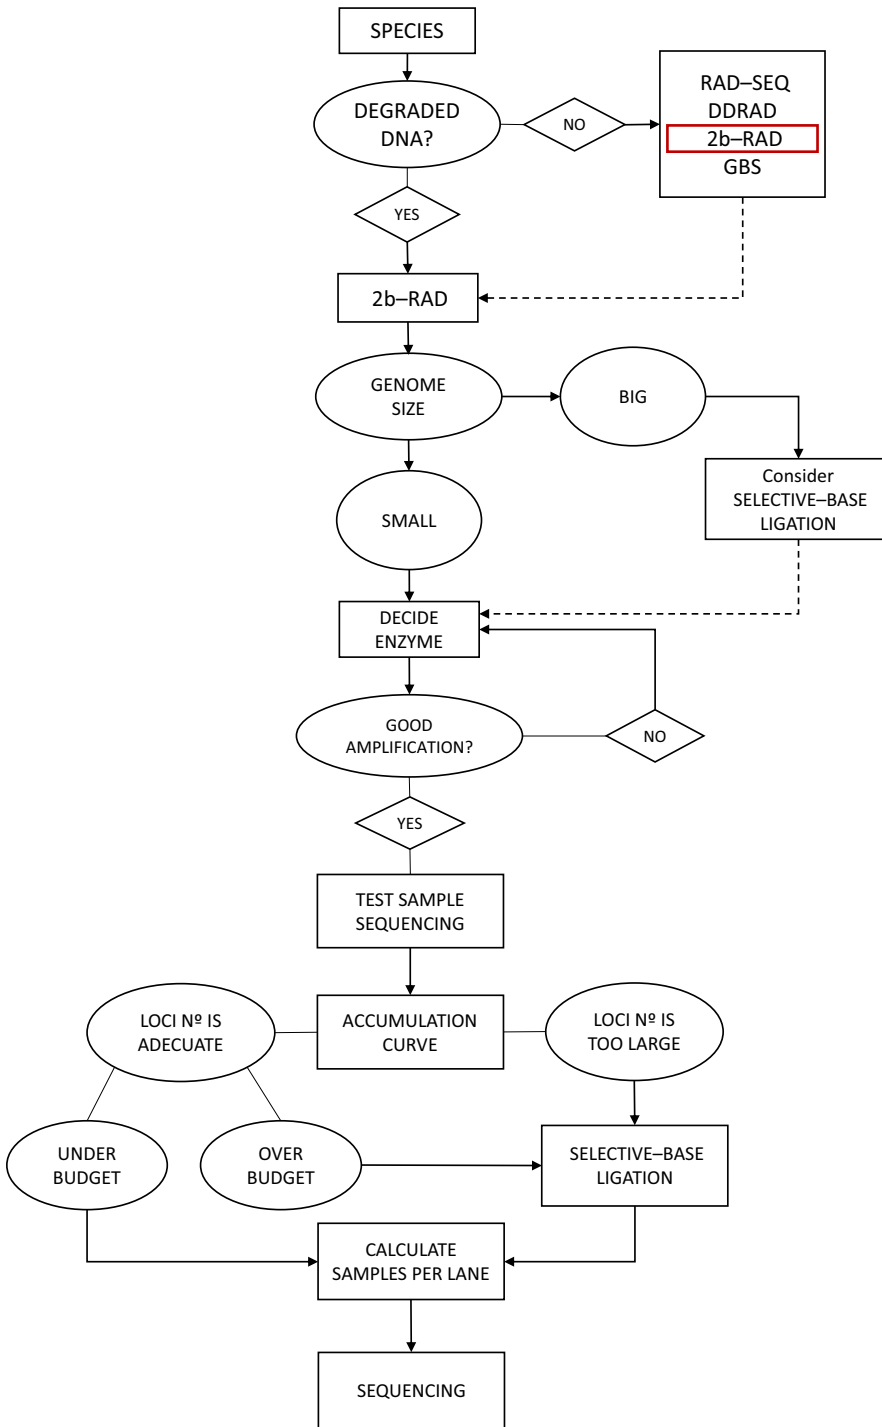 SPECIES
DEGRADED
DNA?
NO
RAD–SEQ
DDRAD
2b–RAD
GBS
YES
2b–RAD
GENOME
SIZE
BIG
Consider
SELECTIVE–BASE
LIGATION
SMALL
DECIDE
ENZYME
GOOD
AMPLIFICATION?
NO
YES
TEST SAMPLE
SEQUENCING
LOCI Nº IS
ADECUATE
ACCUMULATION
CURVE
LOCI Nº IS
TOO LARGE
UNDER
BUDGET
OVER
BUDGET
SELECTIVE–BASE
LIGATION
CALCULATE
SAMPLES PER LANE
SEQUENCING